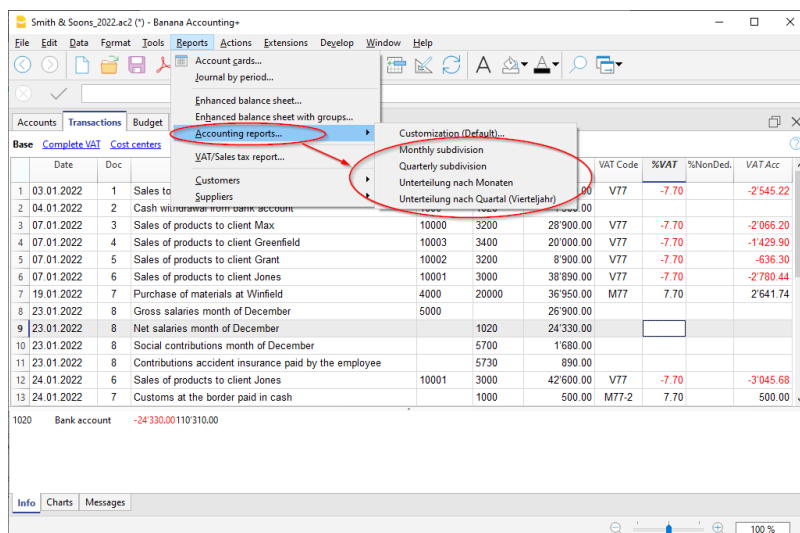 Smith & Soons_2022.ac2 (*) - Banana Accounting+
File Edit Data Format Tools Reports Actions Extensions Develop Window Help
Account cards...
Journal by period...
Enhanced balance sheet...
Enhanced balance sheet with groups...
Accounting reports...
VAT/Sales tax report...
Customers
Suppliers
Customization (Default)...
Monthly subdivision
Quarterly subdivision
Unterteilung nach Monaten
Unterteilung nach Quartal (Vierteljahr)
Accounts Transactions Budget
Base Complete VAT Cost centers
Date Doc VAT Code %VAT %NonDed. VAT Acc
1 03.01.2022 1 Sales to V77 -7.70 -2'545.22
2 04.01.2022 2 Cash withdrawal from bank account
3 07.01.2022 3 Sales of products to client Max 10000 3200 28'900.00 V77 -7.70 -2'066.20
4 07.01.2022 4 Sales of products to client Greenfield 10003 3400 20'000.00 V77 -7.70 -1'429.90
5 07.01.2022 5 Sales of products to client Grant 10002 3200 8'900.00 V77 -7.70 -636.30
6 07.01.2022 6 Sales of products to client Jones 10001 3000 38'890.00 V77 -7.70 -2'780.44
7 19.01.2022 7 Purchase of materials at Winfield 4000 20000 36'950.00 M77 7.70 2'641.74
8 23.01.2022 8 Gross salaries month of December 5000 26'900.00
9 23.01.2022 8 Net salaries month of December 1020 24'330.00
10 23.01.2022 8 Social contributions month of December 5700 1'680.00
11 23.01.2022 8 Contributions accident insurance paid by the employee 5730 890.00
12 24.01.2022 6 Sales of products to client Jones 10001 3000 42'600.00 V77 -7.70 -3'045.68
13 24.01.2022 7 Customs at the border paid in cash 1000 500.00 M77-2 7.70 500.00
1020 Bank account -24'330.00 110'310.00
Info Charts Messages
100 %